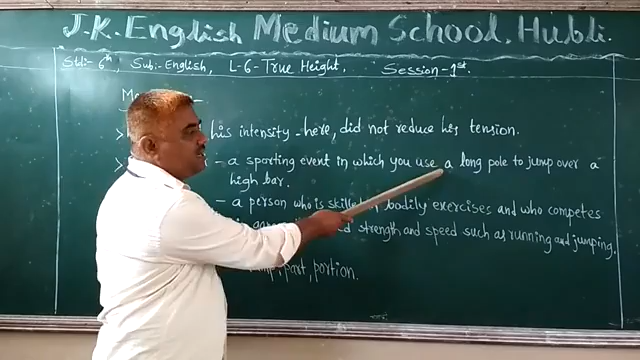 J.K. English Medium School, Hubli.
Std:- 6th, Sub:- English, L-6-True Height, Session-1st.
his intensity - here, did not reduce his tension.
- a sporting event in which you use a long pole to jump over a
high bar.
- a person who is skilled bodily exercises and who competes
strength and speed such as running and jumping.
part, portion.